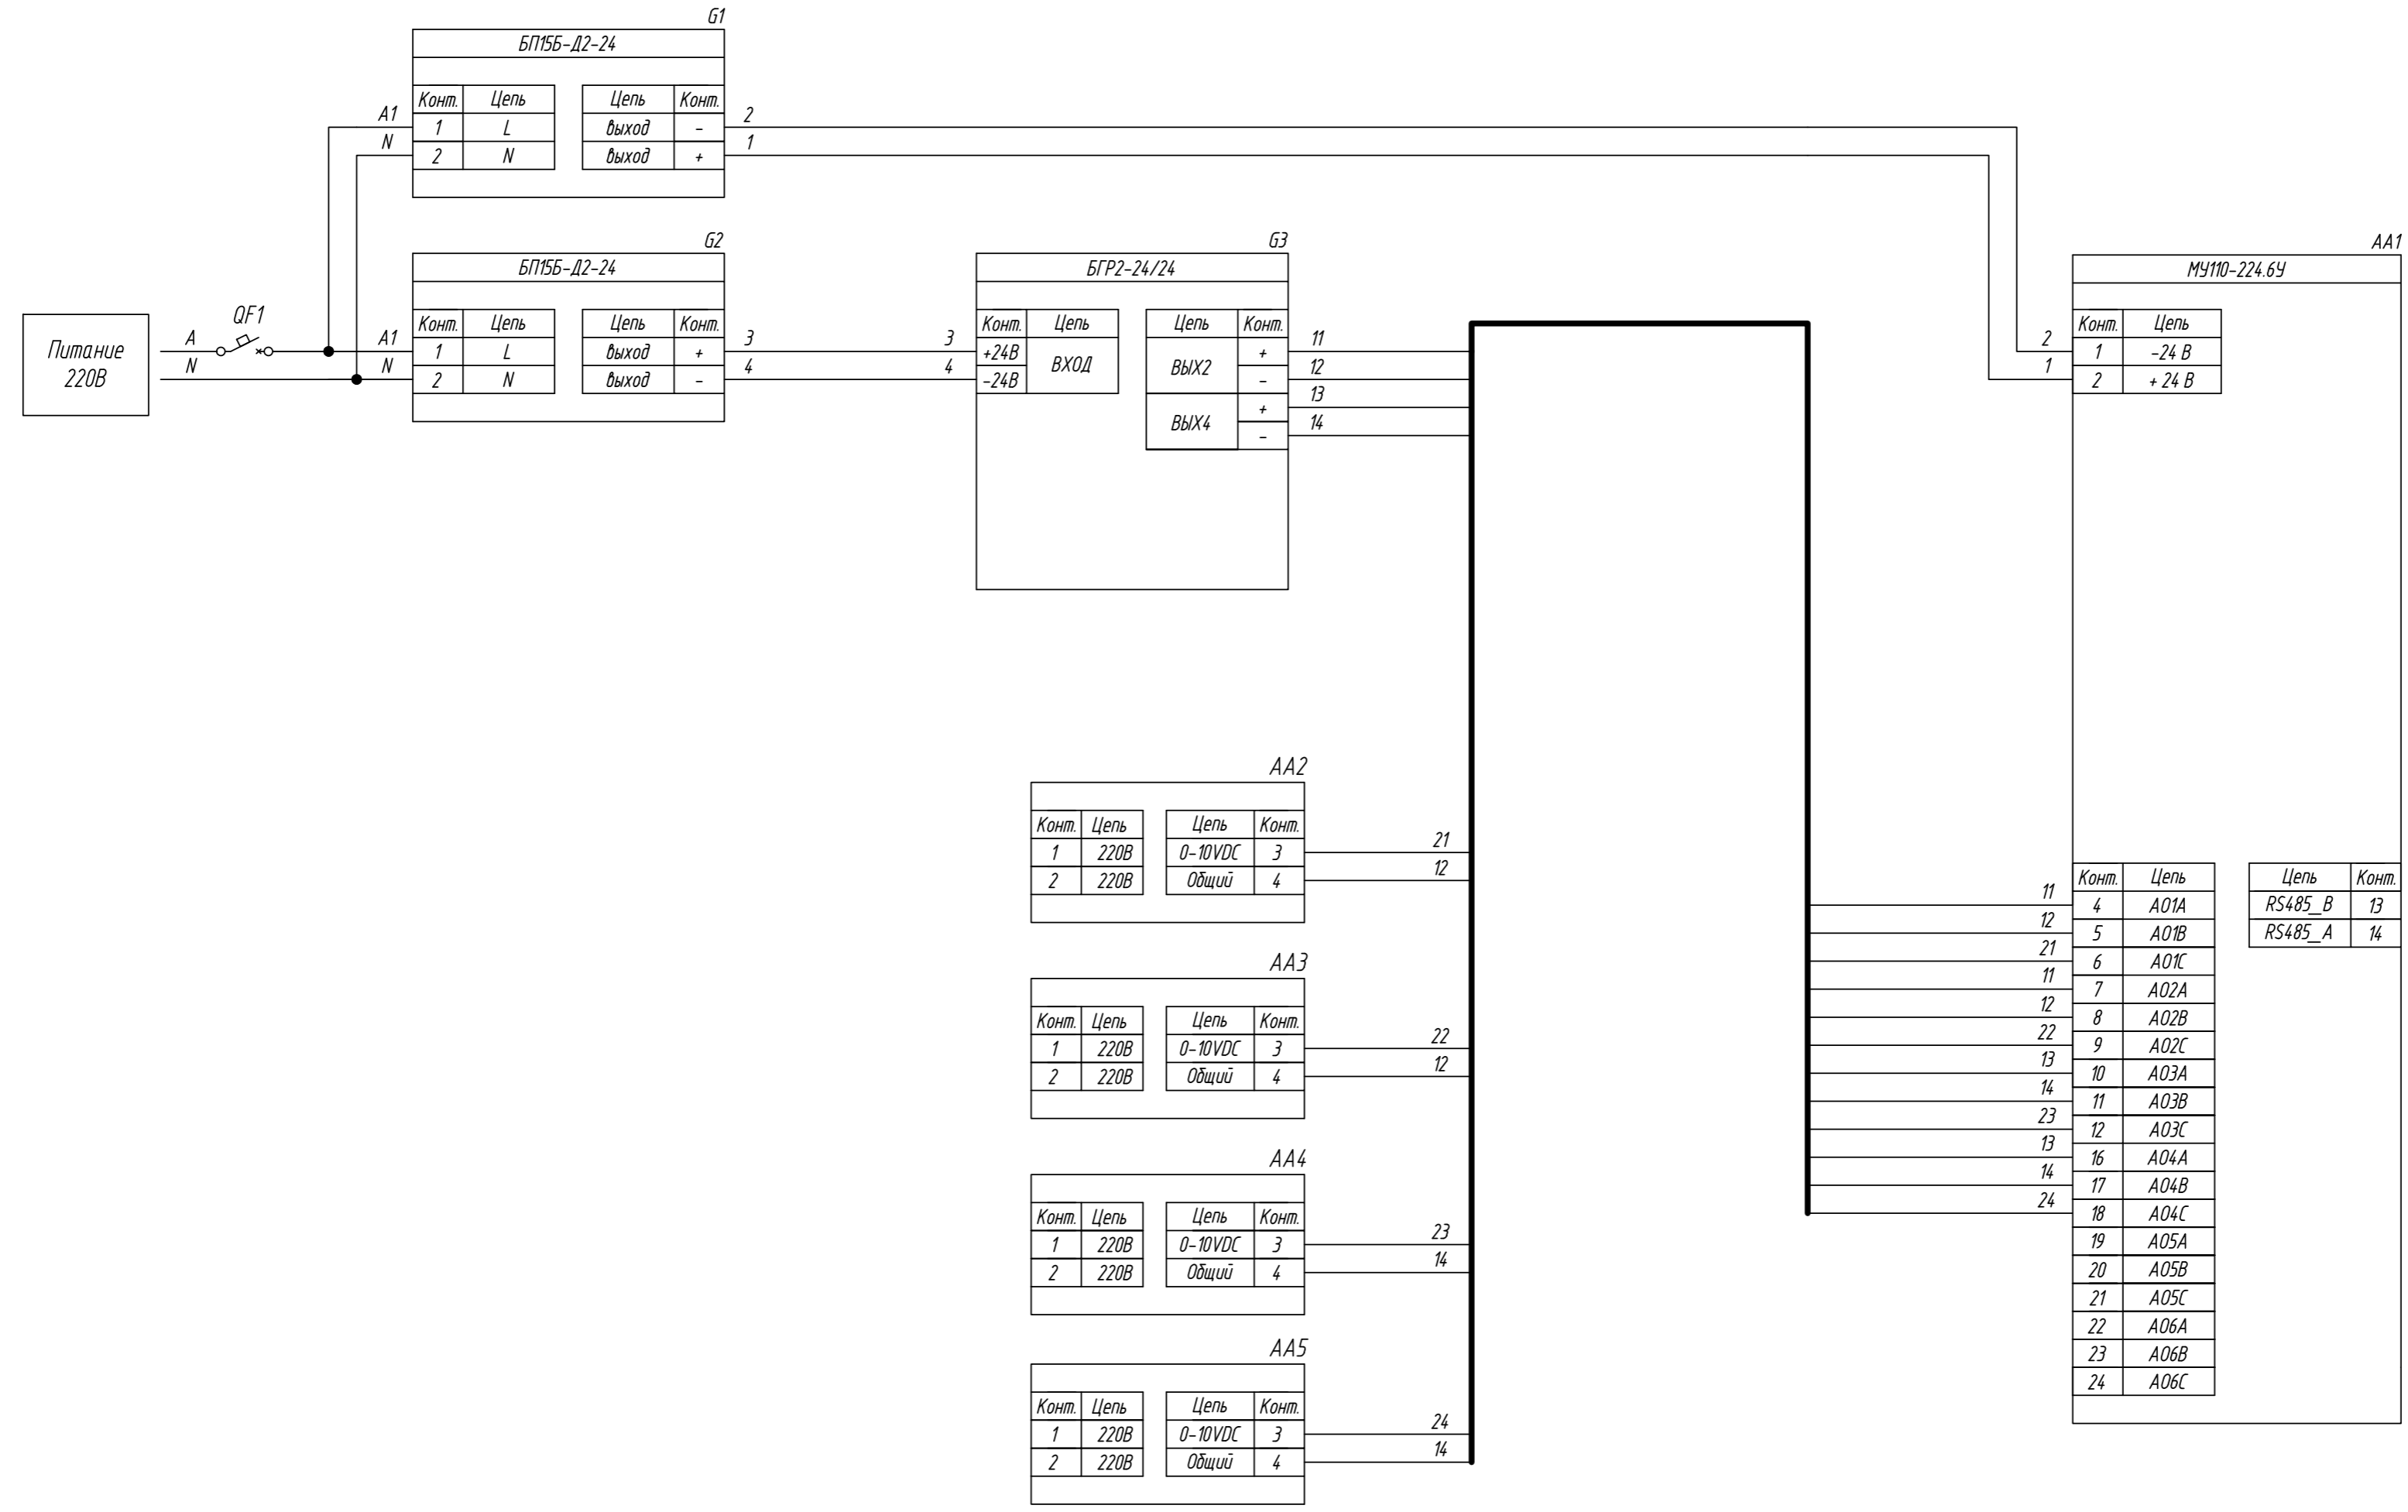 G1
БП15Б-Д2-24
Конт. Цепь Цепь Конт.
A1 1 L выход - 2
N 2 N выход + 1
G2
БП15Б-Д2-24
Конт. Цепь Цепь Конт.
Питание
220В
A QF1 A1 1 L выход + 3
N N 2 N выход - 4
G3
БГР2-24/24
Конт. Цепь Цепь Конт.
3 +24В ВХОД ВЫХ2 + 11
4 -24В - 12
ВЫХ4 + 13
- 14
AA1
МУ110-224.6У
Конт. Цепь
2 1 -24 В
1 2 +24 В
AA2
Конт. Цепь Цепь Конт.
1 220В 0-10VDC 3 21
2 220В Общий 4 12
AA3
Конт. Цепь Цепь Конт.
1 220В 0-10VDC 3 22
2 220В Общий 4 12
AA4
Конт. Цепь Цепь Конт.
1 220В 0-10VDC 3 23
2 220В Общий 4 14
AA5
Конт. Цепь Цепь Конт.
1 220В 0-10VDC 3 24
2 220В Общий 4 14
Конт. Цепь Цепь Конт.
11 4 AO1A RS485_B 13
12 5 AO1B RS485_A 14
21 6 AO1C
11 7 AO2A
12 8 AO2B
22 9 AO2C
13 10 AO3A
14 11 AO3B
23 12 AO3C
13 16 AO4A
14 17 AO4B
24 18 AO4C
19 AO5A
20 AO5B
21 AO5C
22 AO6A
23 AO6B
24 AO6C